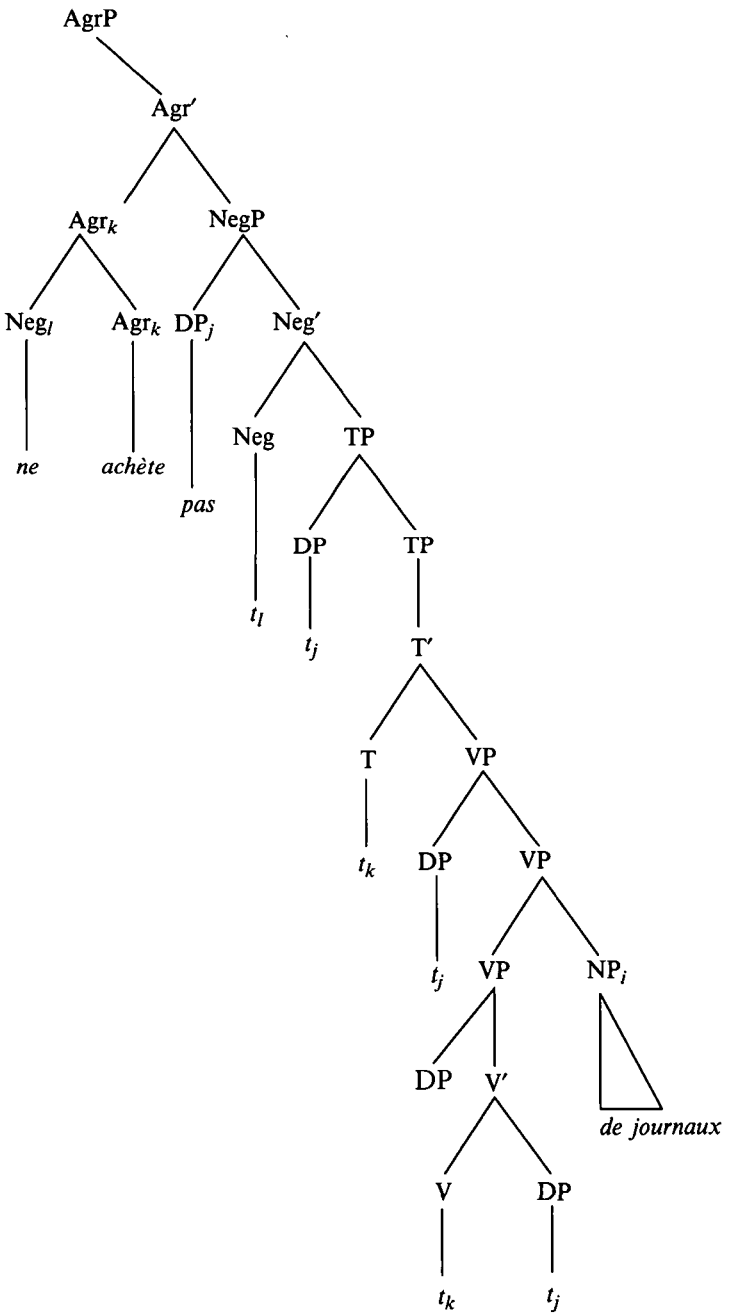 AgrP
Agr′
Agrₖ NegP
Negₗ Agrₖ DPⱼ Neg′
Neg TP
ne achète
pas
DP TP
tₗ
tⱼ T′
T VP
tₖ DP VP
tⱼ VP NPᵢ
DP V′
de journaux
V DP
tₖ tⱼ